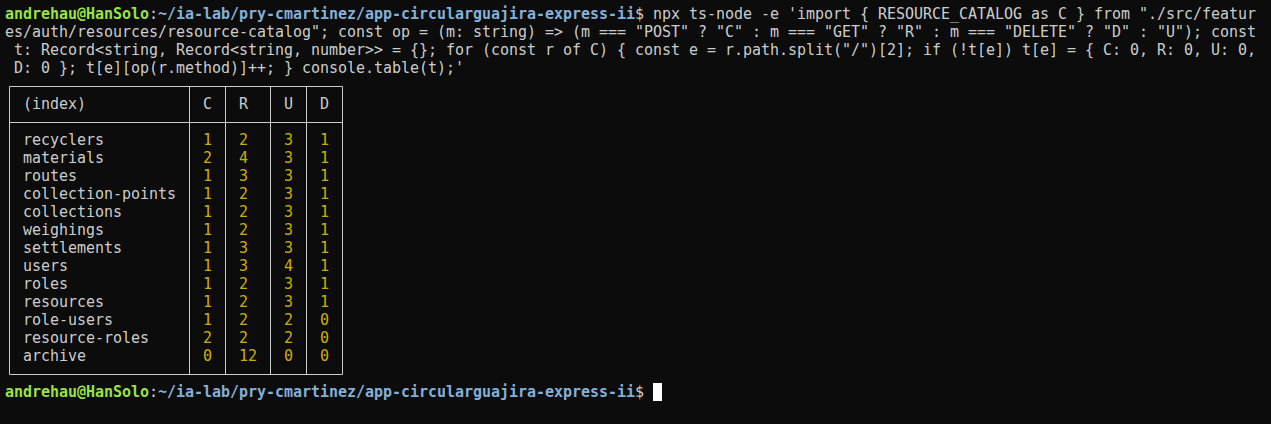 andrehau@HanSolo:~/ia-lab/pry-cmartinez/app-circularguajira-express-ii$ npx ts-node -e 'import { RESOURCE_CATALOG as C } from "./src/featur
es/auth/resources/resource-catalog"; const op = (m: string) => (m === "POST" ? "C" : m === "GET" ? "R" : m === "DELETE" ? "D" : "U"); const
 t: Record<string, Record<string, number>> = {}; for (const r of C) { const e = r.path.split("/")[2]; if (!t[e]) t[e] = { C: 0, R: 0, U: 0,
 D: 0 }; t[e][op(r.method)]++; } console.table(t);'
(index) C R U D
recyclers 1 2 3 1
materials 2 4 3 1
routes 1 3 3 1
collection-points 1 2 3 1
collections 1 2 3 1
weighings 1 2 3 1
settlements 1 3 3 1
users 1 3 4 1
roles 1 2 3 1
resources 1 2 3 1
role-users 1 2 2 0
resource-roles 2 2 2 0
archive 0 12 0 0
andrehau@HanSolo:~/ia-lab/pry-cmartinez/app-circularguajira-express-ii$